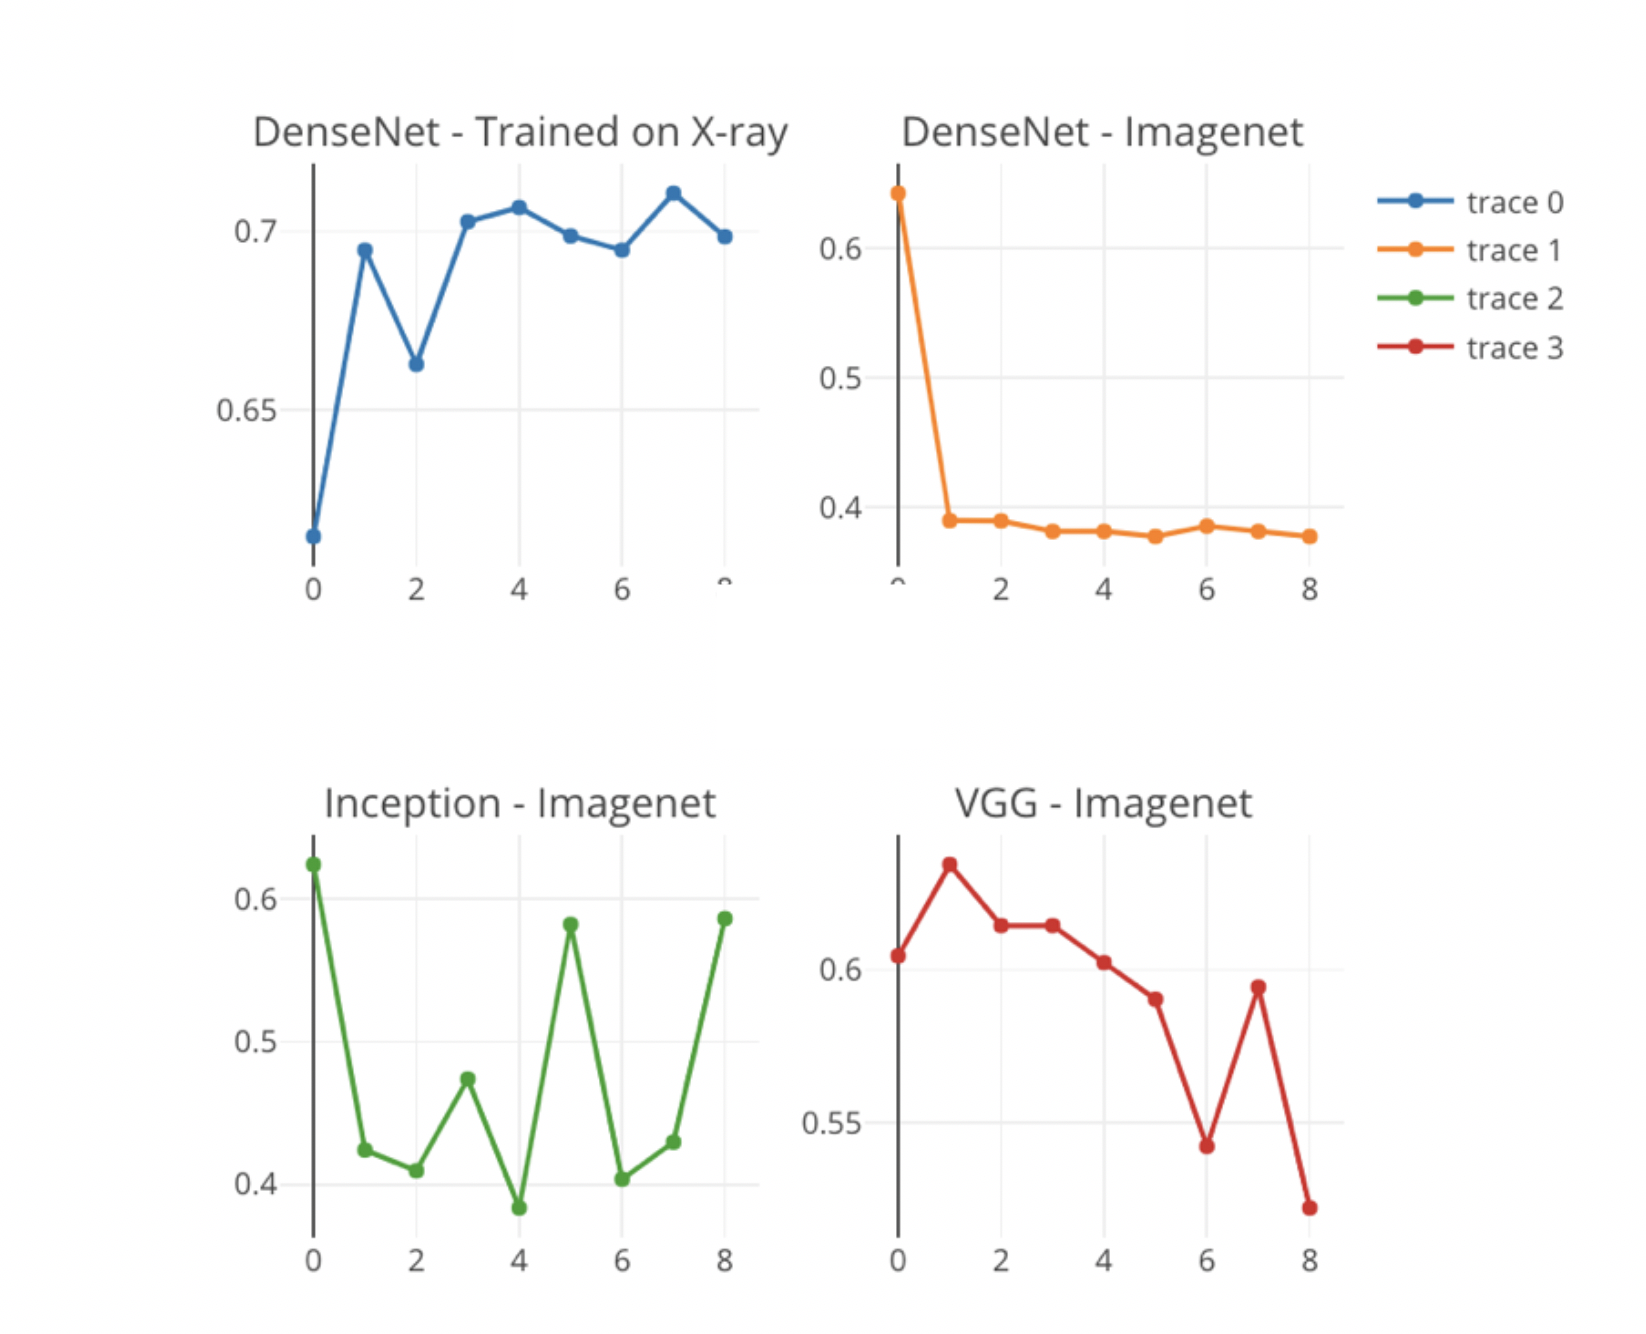 DenseNet - Trained on X-ray
0.7
0.65
0 2 4 6
DenseNet - Imagenet
0.6
0.5
0.4
2 4 6 8
trace 0
trace 1
trace 2
trace 3
Inception - Imagenet
0.6
0.5
0.4
0 2 4 6 8
VGG - Imagenet
0.6
0.55
0 2 4 6 8